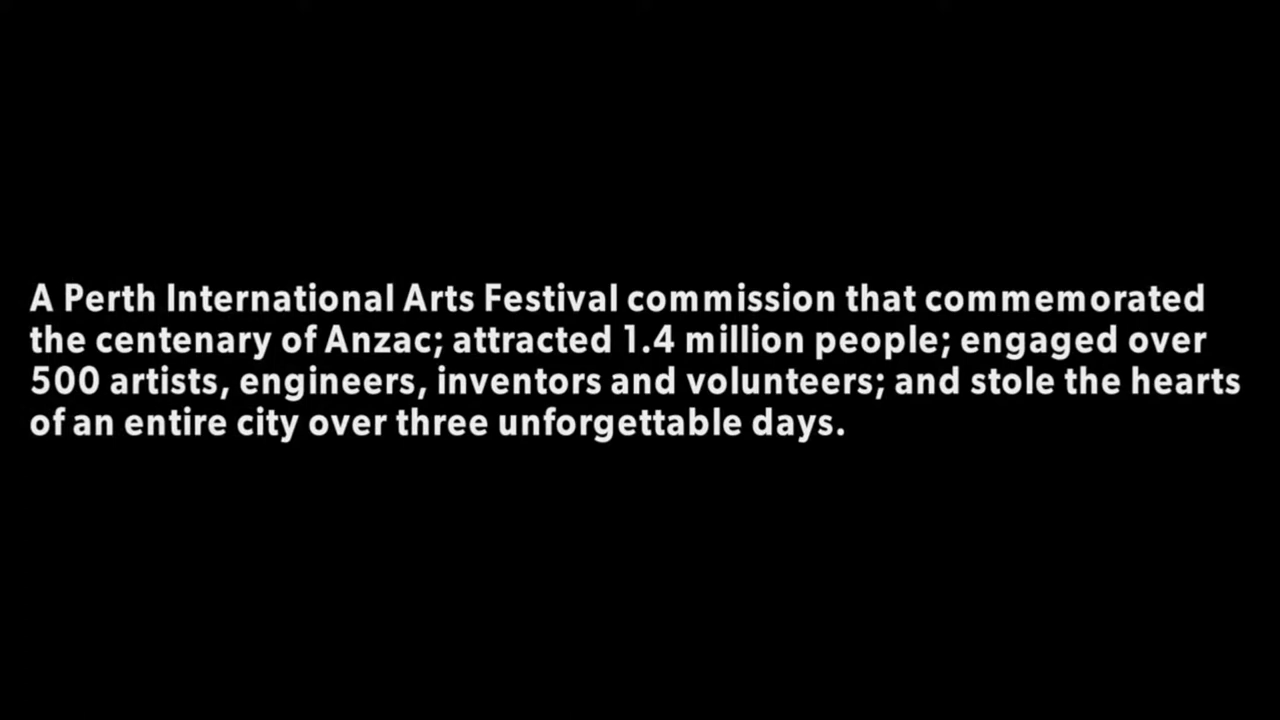 A Perth International Arts Festival commission that commemorated
the centenary of Anzac; attracted 1.4 million people; engaged over
500 artists, engineers, inventors and volunteers; and stole the hearts
of an entire city over three unforgettable days.